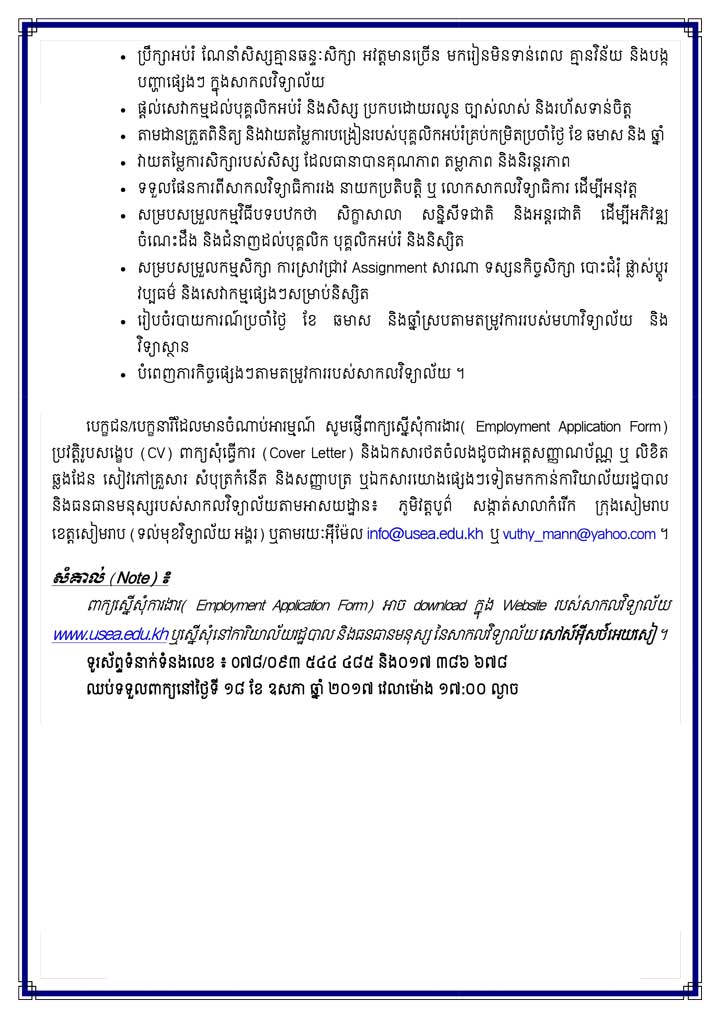 • ប្រឹក្សាអប់រំ ណែនាំសិស្សគ្មានឆន្ទៈសិក្សា អវត្តមានច្រើន មករៀនមិនទាន់ពេល គ្មានវិន័យ និងបង្ក
បញ្ហាផ្សេងៗ ក្នុងសាកលវិទ្យាល័យ
• ផ្តល់សេវាកម្មដល់បុគ្គលិកអប់រំ និងសិស្ស ប្រកបដោយរលូន ច្បាស់លាស់ និងរហ័សទាន់ចិត្ត
• តាមដានត្រួតពិនិត្យ និងវាយតម្លៃការបង្រៀនរបស់បុគ្គលិកអប់រំគ្រប់កម្រិតប្រចាំថ្ងៃ ខែ ឆមាស និង ឆ្នាំ
• វាយតម្លៃការសិក្សារបស់សិស្ស ដែលធានាបានគុណភាព តម្លាភាព និងនិរន្តរភាព
• ទទួលផែនការពីសាកលវិទ្យាធិការរង នាយកប្រតិបត្តិ ឬ លោកសាកលវិទ្យាធិការ ដើម្បីអនុវត្ត
• សម្របសម្រួលកម្មវិធីបទបឋកថា សិក្ខាសាលា សន្និសីទជាតិ និងអន្តរជាតិ ដើម្បីអភិវឌ្ឍ
ចំណេះដឹង និងជំនាញដល់បុគ្គលិក បុគ្គលិកអប់រំ និងនិស្សិត
• សម្របសម្រួលកម្មសិក្សា ការស្រាវជ្រាវ Assignment សារណា ទស្សនកិច្ចសិក្សា បោះជំរុំ ផ្លាស់ប្តូរ
វប្បធម៌ និងសេវាកម្មផ្សេងៗសម្រាប់និស្សិត
• រៀបចំរបាយការណ៍ប្រចាំថ្ងៃ ខែ ឆមាស និងឆ្នាំស្របតាមតម្រូវការរបស់មហាវិទ្យាល័យ និង
វិទ្យាស្ថាន
• បំពេញភារកិច្ចផ្សេងៗតាមតម្រូវការរបស់សាកលវិទ្យាល័យ ។
បេក្ខជន/បេក្ខនារីដែលមានចំណាប់អារម្មណ៍ សូមផ្ញើពាក្យស្នើសុំការងារ( Employment Application Form)
ប្រវត្តិរូបសង្ខេប (CV) ពាក្យសុំធ្វើការ (Cover Letter) និងឯកសារថតចំលងដូចជាអត្តសញ្ញាណប័ណ្ណ ឬ លិខិត
ឆ្លងដែន សៀវភៅគ្រួសារ សំបុត្រកំនើត និងសញ្ញាបត្រ ឬឯកសារយោងផ្សេងៗទៀតមកកាន់ការិយាល័យរដ្ឋបាល
និងធនធានមនុស្សរបស់សាកលវិទ្យាល័យតាមអាសយដ្ឋាន៖ ភូមិវត្តបូព៌ សង្កាត់សាលាកំរើក ក្រុងសៀមរាប
ខេត្តសៀមរាប (ទល់មុខវិទ្យាល័យ អង្គរ) ឬតាមរយៈអ៊ីម៉ែល info@usea.edu.kh ឬ vuthy_mann@yahoo.com ។
សំគាល់ (Note) ៖
ពាក្យស្នើសុំការងារ( Employment Application Form) អាច download ក្នុង Website របស់សាកលវិទ្យាល័យ
www.usea.edu.kh ឬស្នើសុំនៅការិយាល័យរដ្ឋបាល និងធនធានមនុស្ស នៃសាកលវិទ្យាល័យ សៅស៍អ៊ីសថ៍អេយសៀ ។
ទូរស័ព្ទទំនាក់ទំនងលេខ ៖ ០៧៨/០៩៣ ៥៤៤ ៤៨៥ និង០១៧ ៣៨៦ ៦៧៨
ឈប់ទទួលពាក្យនៅថ្ងៃទី ១៨ ខែ ឧសភា ឆ្នាំ ២០១៧ វេលាម៉ោង ១៧:០០ ល្ងាច